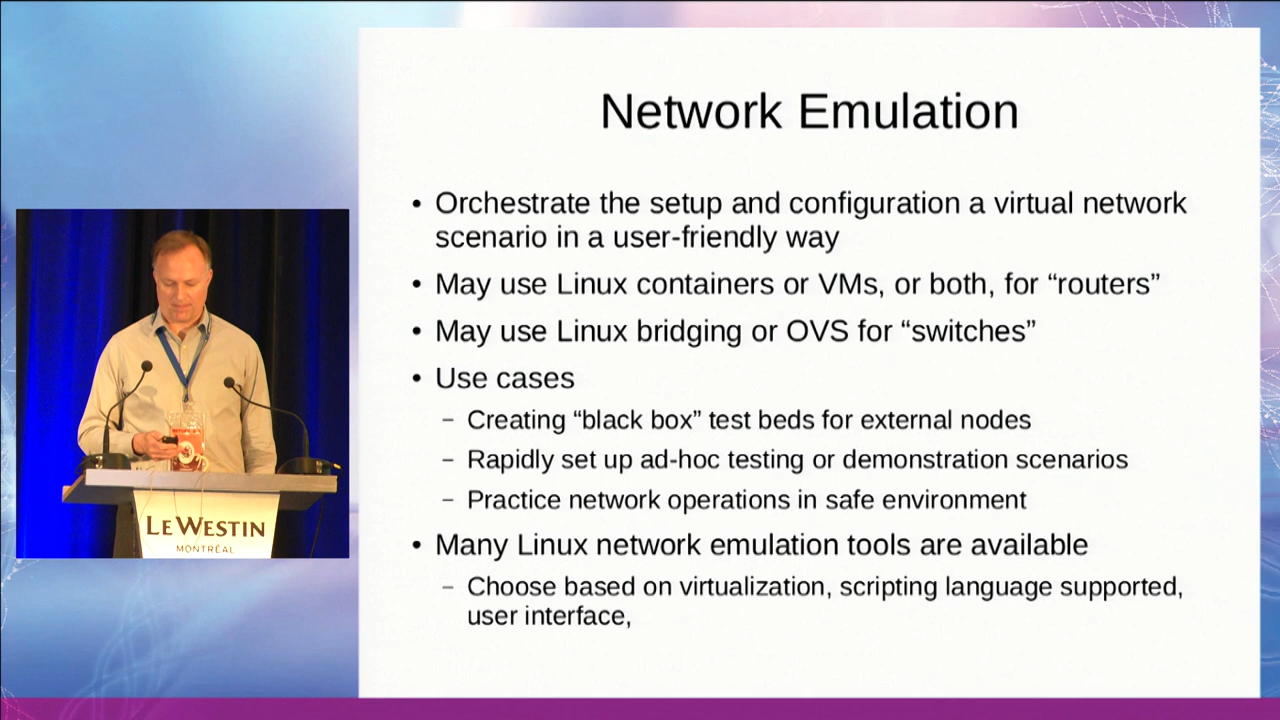 Network Emulation
• Orchestrate the setup and configuration a virtual network
scenario in a user-friendly way
• May use Linux containers or VMs, or both, for “routers”
• May use Linux bridging or OVS for “switches”
• Use cases
– Creating “black box” test beds for external nodes
– Rapidly set up ad-hoc testing or demonstration scenarios
– Practice network operations in safe environment
• Many Linux network emulation tools are available
– Choose based on virtualization, scripting language supported,
user interface,
LE WESTIN
MONTRÉAL